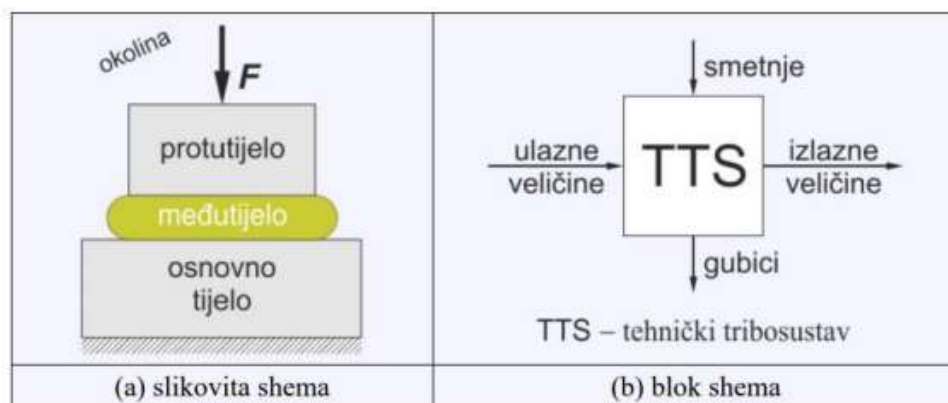 okolina
F
protutijelo
međutijelo
osnovno
tijelo
(a) slikovita shema
smetnje
ulazne
veličine
TTS
izlazne
veličine
gubici
TTS – tehnički tribosustav
(b) blok shema